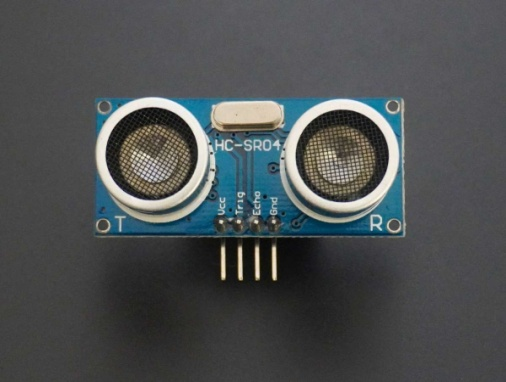 HC-SR04
Vcc
Trig
Echo
Gnd
T
R